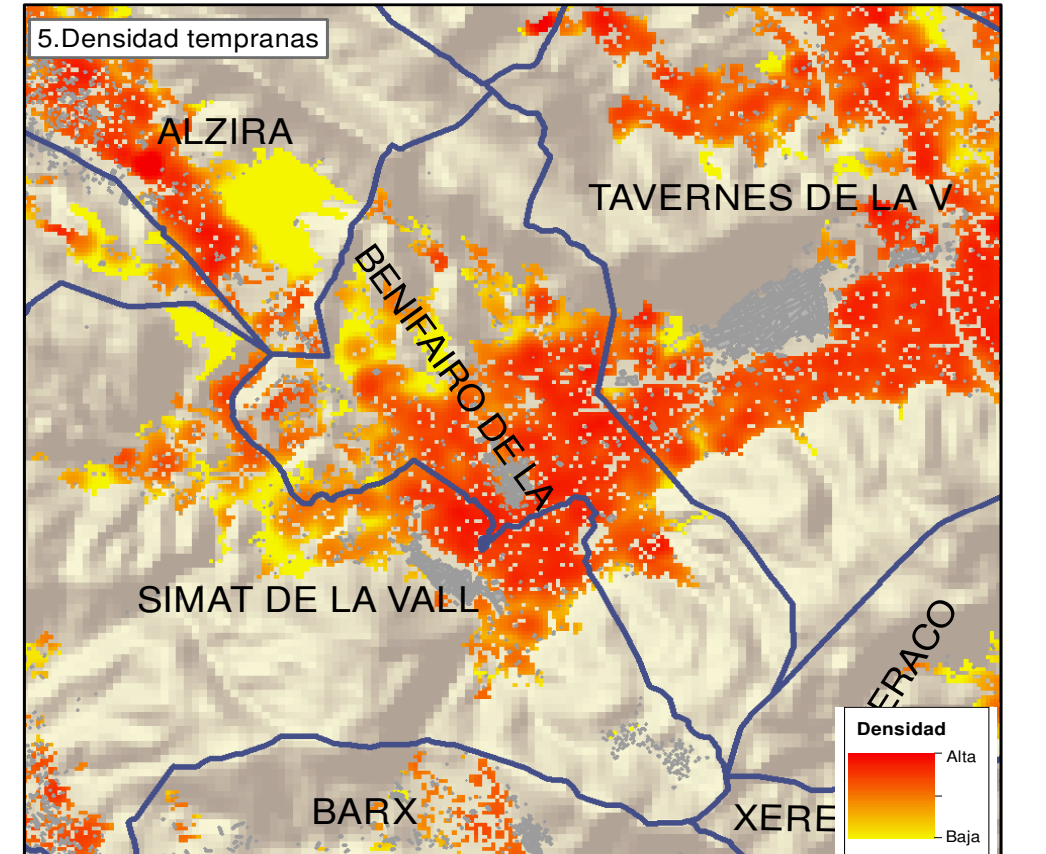 5.Densidad tempranas
ALZIRA
TAVERNES DE LA V
BENIFAIRO DE LA
SIMAT DE LA VALL
ERACO
BARX
XERE
Densidad
Alta
Baja